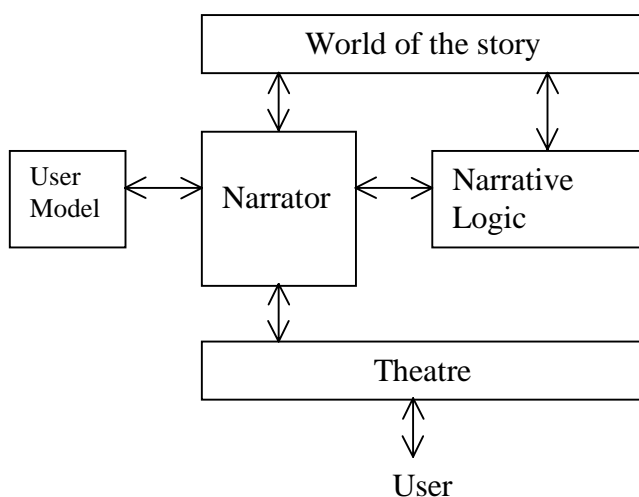 World of the story
User
Model
Narrator
Narrative
Logic
Theatre
User